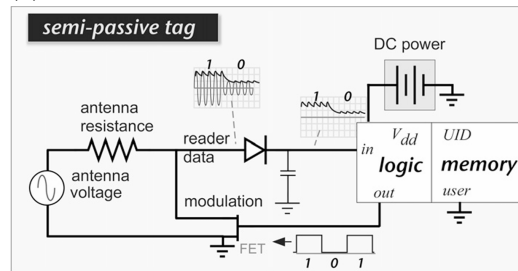 semi-passive tag
DC power
1 0
1 0
antenna
resistance
reader
data
antenna
voltage
modulation
in
Vdd
logic
out
UID
memory
user
FET
1 0 1